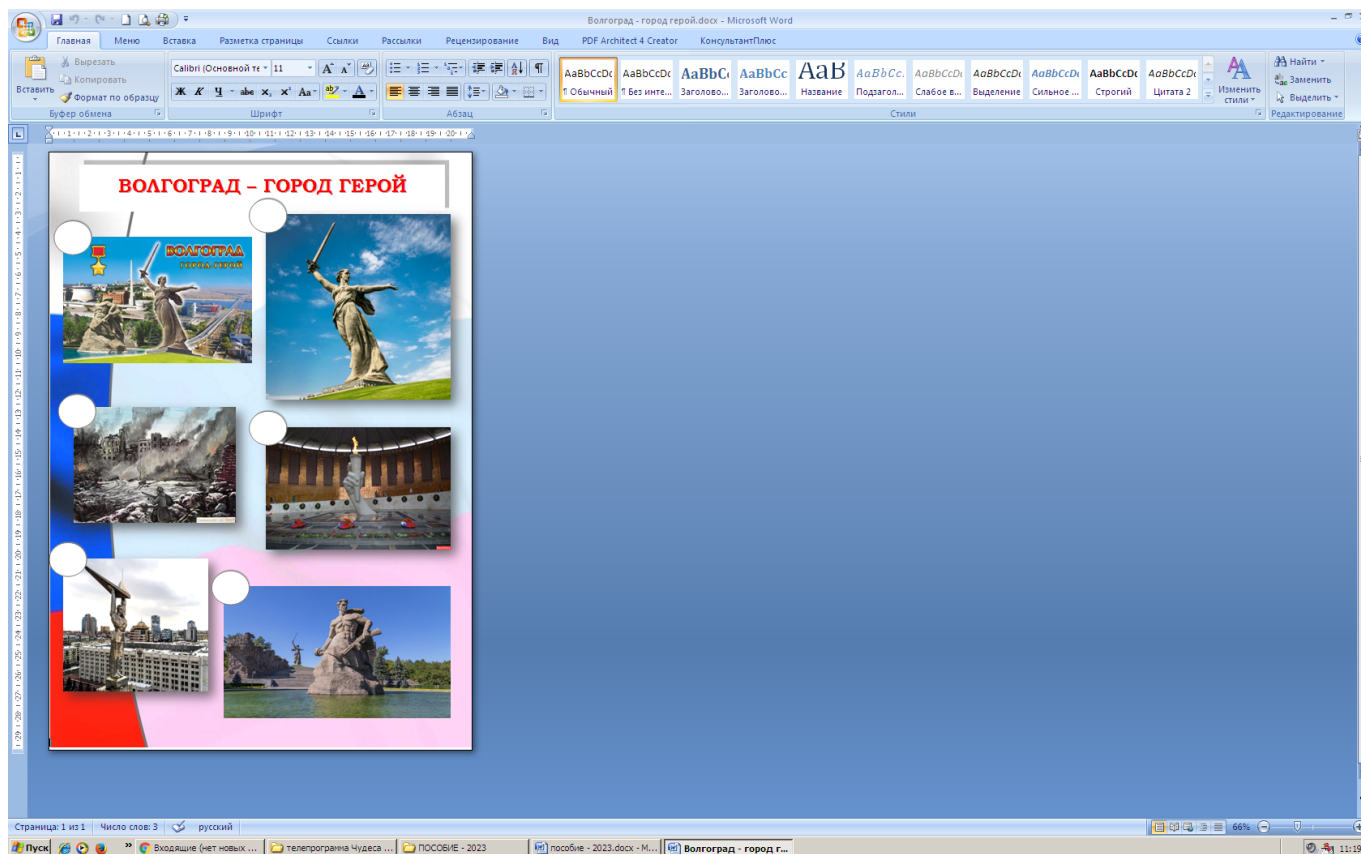 Волгоград - город герой.docx - Microsoft Word
Главная Меню Вставка Разметка страницы Ссылки Рассылки Рецензирование Вид PDF Architect 4 Creator КонсультантПлюс
Вставить
Вырезать
Копировать
Формат по образцу
Буфер обмена
Calibri (Основной те 11
Ж К Ч abc x₂ x² Aa
Шрифт
Абзац
AaBbCcDc AaBbCcDc AaBbC AaBbCc АаВ AaBbCc. AaBbCcDc AaBbCcDc AaBbCcDc AaBbCcDc AaBbCcDc
¶ Обычный ¶ Без инте... Заголово... Заголово... Название Подзагол... Слабое в... Выделение Сильное ... Строгий Цитата 2
Изменить стили
Стили
Найти
Заменить
Выделить
Редактирование
ВОЛГОГРАД – ГОРОД ГЕРОЙ
ВОЛГОГРАД
ГОРОД-ГЕРОЙ
Страница: 1 из 1 Число слов: 3 русский 66%
Пуск Входящие (нет новых ... телепрограмма Чудеса ... ПОСОБИЕ - 2023 пособие - 2023.docx - M... Волгоград - город г... 11:19